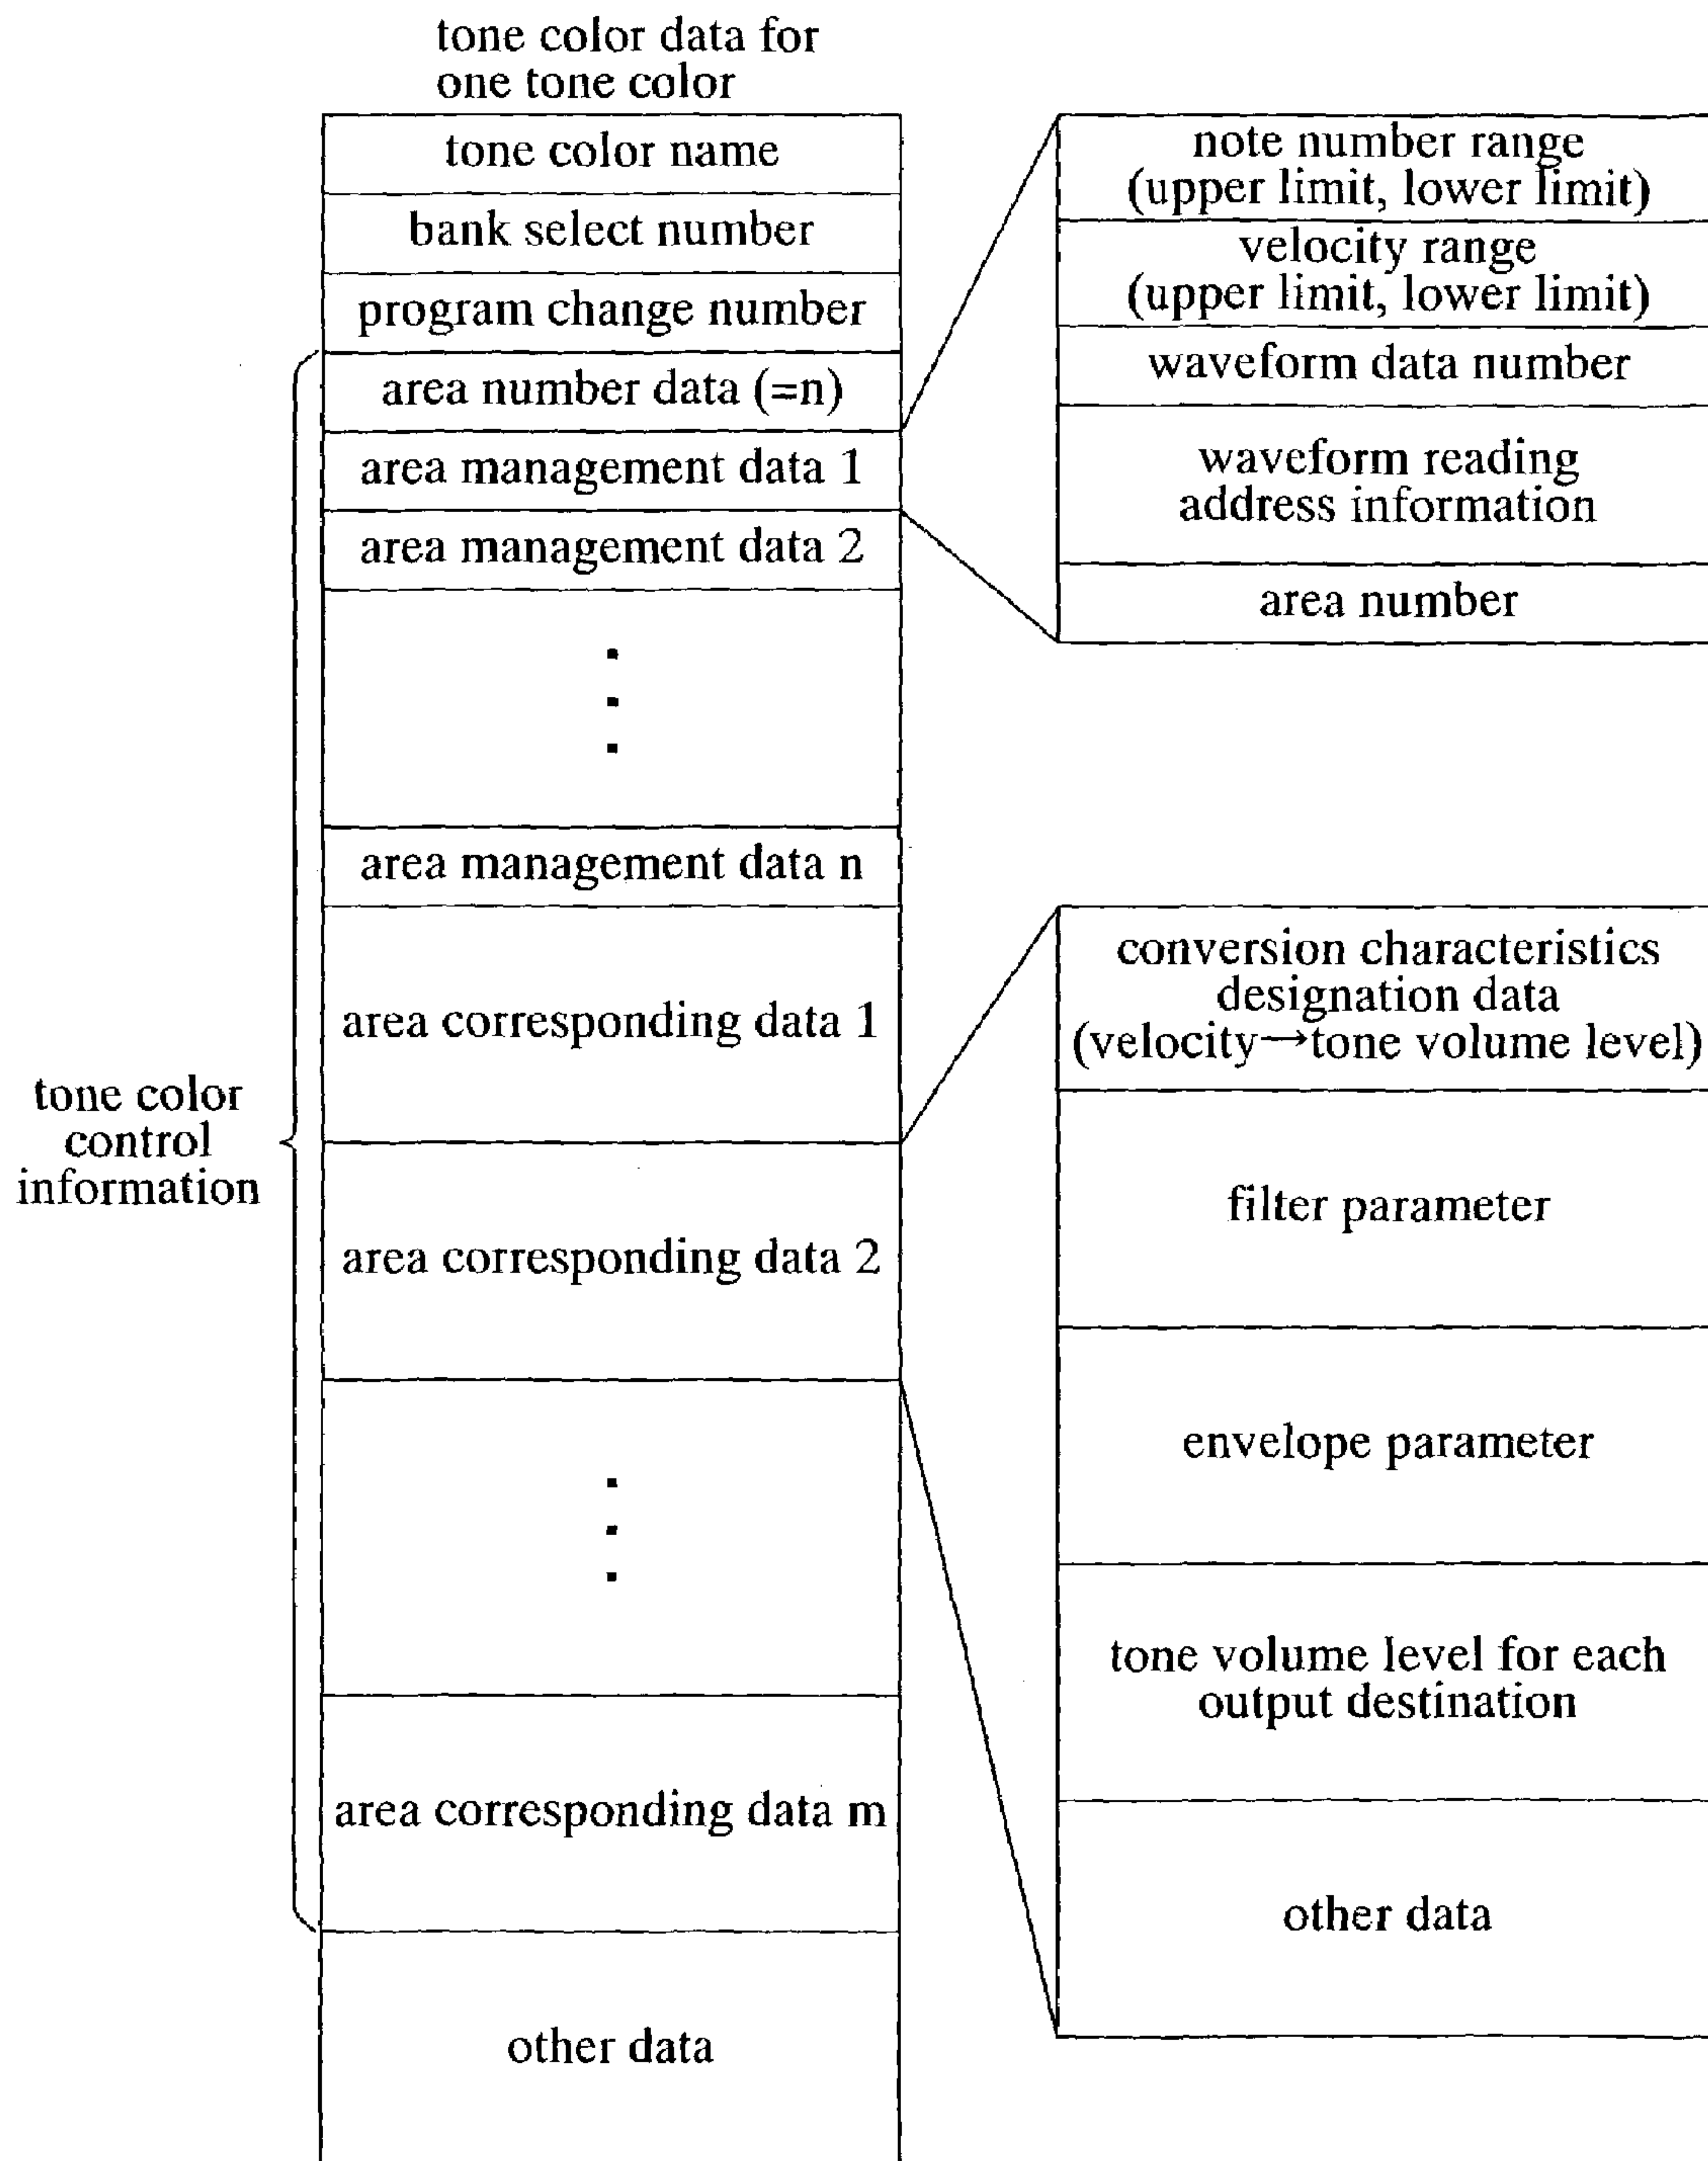 tone color data for
one tone color
tone color name
bank select number
program change number
area number data (=n)
area management data 1
area management data 2
area management data n
area corresponding data 1
area corresponding data 2
area corresponding data m
other data
tone color
control
information
note number range
(upper limit, lower limit)
velocity range
(upper limit, lower limit)
waveform data number
waveform reading
address information
area number
conversion characteristics
designation data
(velocity→tone volume level)
filter parameter
envelope parameter
tone volume level for each
output destination
other data